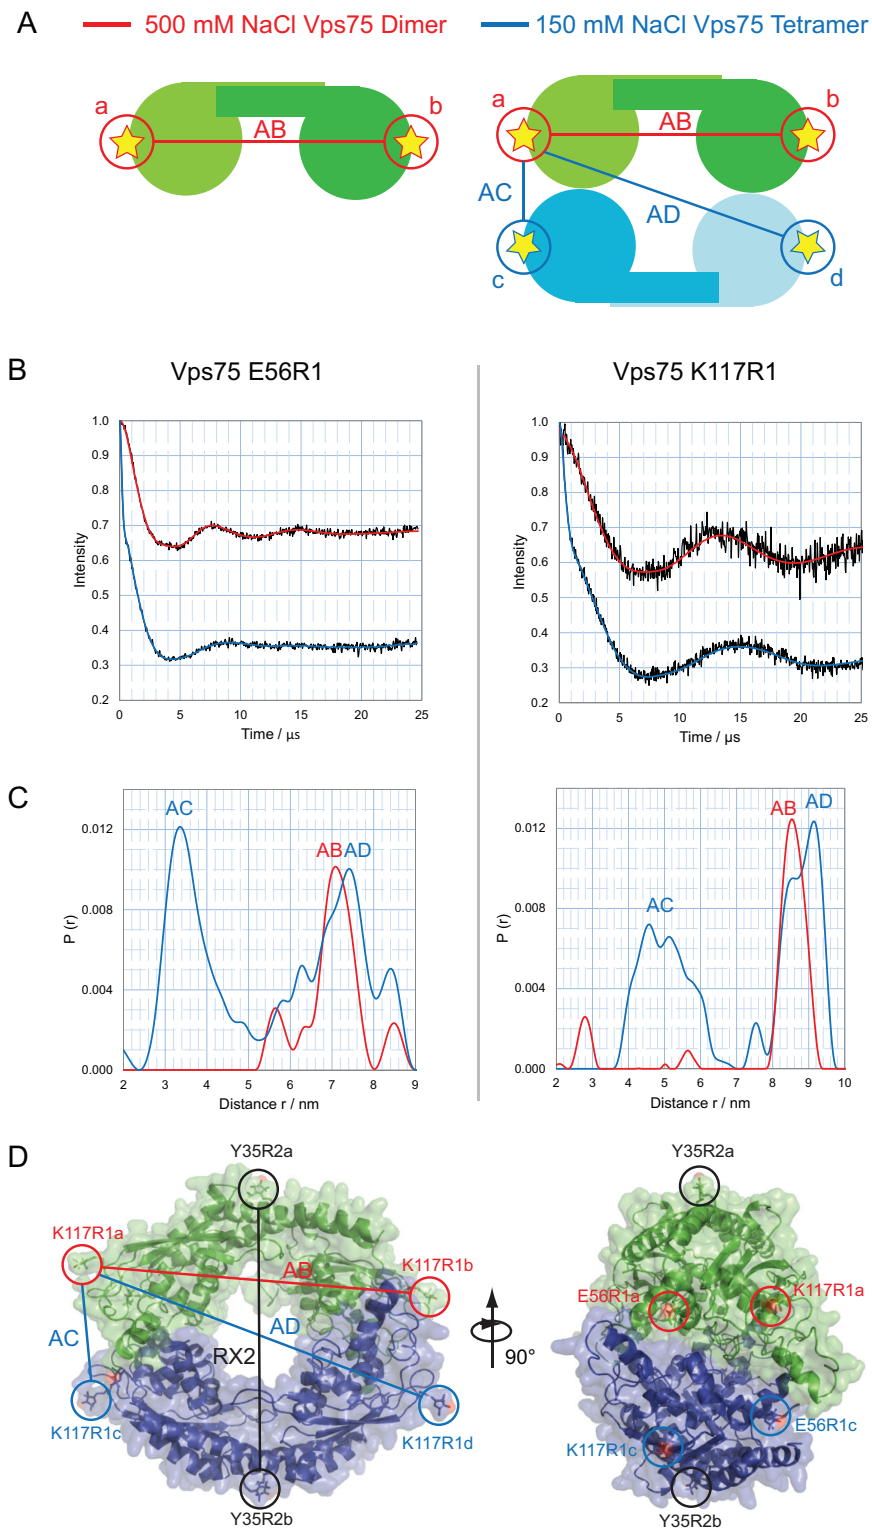 A
500 mM NaCl Vps75 Dimer
150 mM NaCl Vps75 Tetramer
a
b
AB
a
b
AB
AC
AD
c
d
B
Vps75 E56R1
Vps75 K117R1
1.0
0.9
0.8
0.7
0.6
0.5
0.4
0.3
0.2
Intensity
0
5
10
15
20
25
Time / µs
1.0
0.9
0.8
0.7
0.6
0.5
0.4
0.3
0.2
Intensity
0
5
10
15
20
25
Time / µs
C
AC
AB
AD
0.012
0.008
0.004
0.000
P (r)
2
3
4
5
6
7
8
9
Distance r / nm
AB
AD
AC
0.012
0.008
0.004
0.000
P (r)
2
3
4
5
6
7
8
9
10
Distance r / nm
D
Y35R2a
K117R1a
K117R1b
AB
AC
AD
RX2
K117R1c
K117R1d
Y35R2b
90°
Y35R2a
E56R1a
K117R1a
E56R1c
K117R1c
Y35R2b